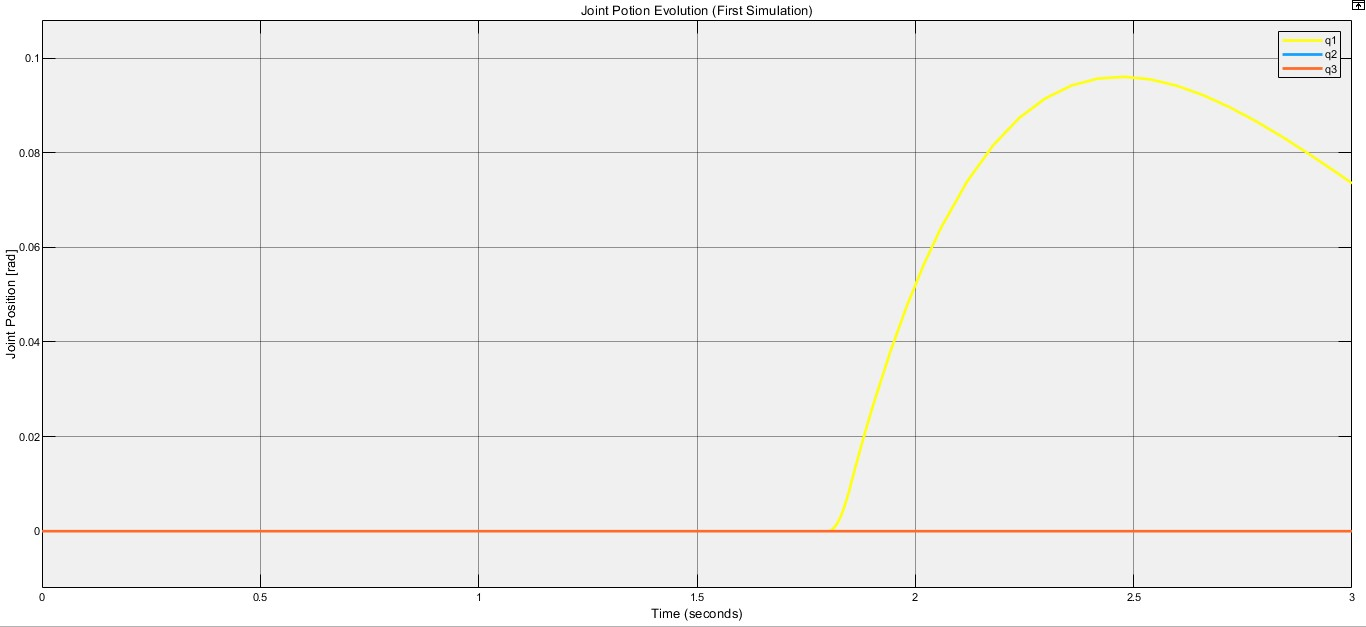 Joint Potion Evolution (First Simulation)
q1
q2
q3
0.1
0.08
0.06
0.04
0.02
0
Joint Position [rad]
0 0.5 1 1.5 2 2.5 3
Time (seconds)